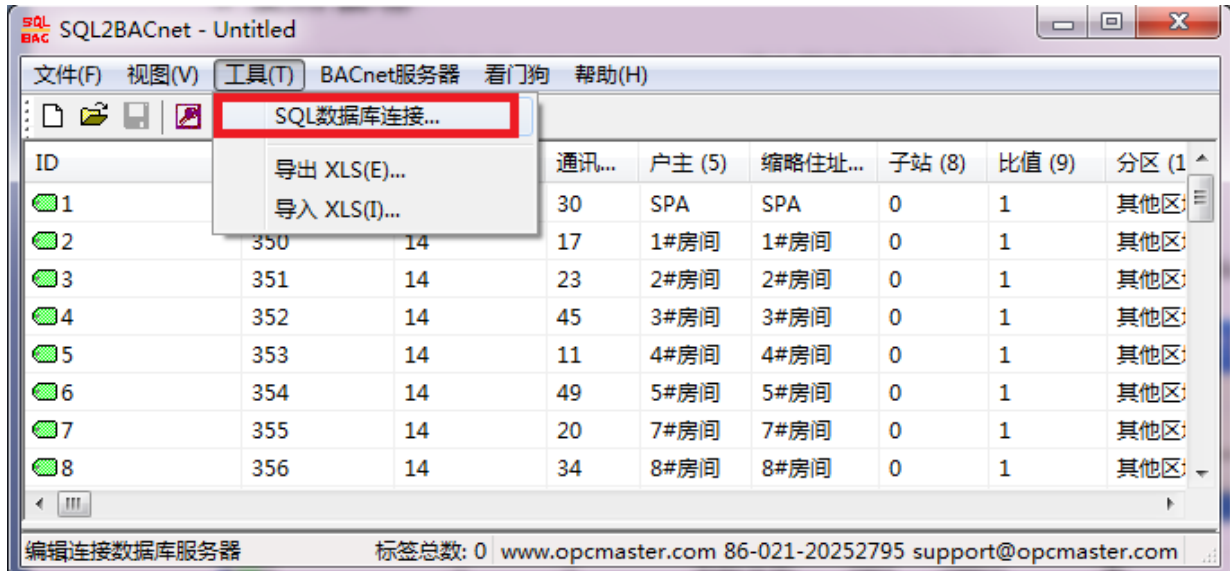 SQL
BAC
SQL2BACnet - Untitled
文件(F) 视图(V) 工具(T) BACnet服务器 看门狗 帮助(H)
SQL数据库连接...
导出 XLS(E)...
导入 XLS(I)...
ID 通讯... 户主 (5) 缩略住址... 子站 (8) 比值 (9) 分区 (1
1 30 SPA SPA 0 1 其他区
2 350 14 17 1#房间 1#房间 0 1 其他区
3 351 14 23 2#房间 2#房间 0 1 其他区
4 352 14 45 3#房间 3#房间 0 1 其他区
5 353 14 11 4#房间 4#房间 0 1 其他区
6 354 14 49 5#房间 5#房间 0 1 其他区
7 355 14 20 7#房间 7#房间 0 1 其他区
8 356 14 34 8#房间 8#房间 0 1 其他区
编辑连接数据库服务器 标签总数: 0 www.opcmaster.com 86-021-20252795 support@opcmaster.com